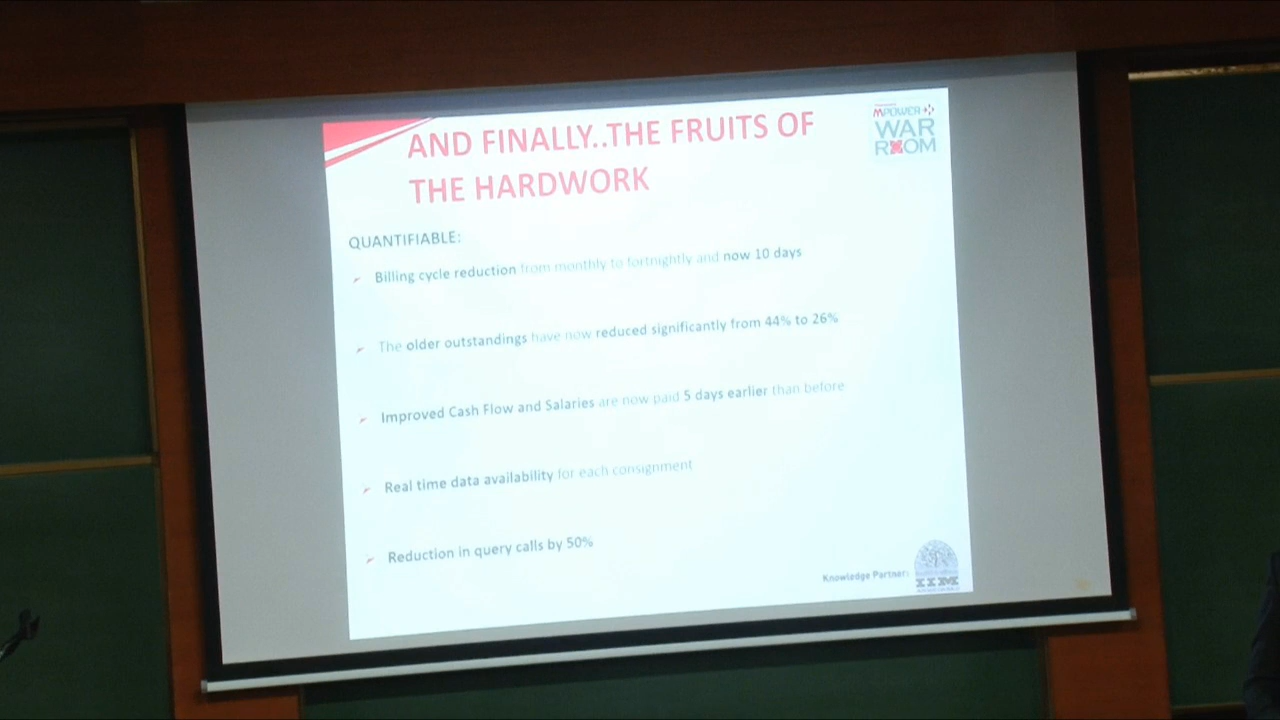 AND FINALLY..THE FRUITS OF
THE HARDWORK
MPOWER
WAR
ROOM
QUANTIFIABLE:
Billing cycle reduction from monthly to fortnightly and now 10 days
The older outstandings have now reduced significantly from 44% to 26%
Improved Cash Flow and Salaries are now paid 5 days earlier than before
Real time data availability for each consignment
Reduction in query calls by 50%
Knowledge Partner:
IIM